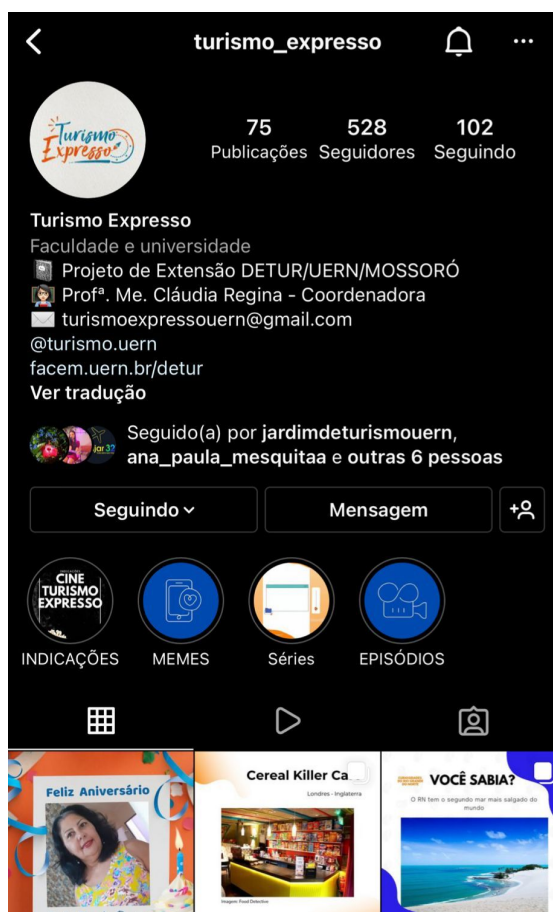 turismo_expresso
Turismo
Expresso
75
528
102
Publicações
Seguidores
Seguindo
Turismo Expresso
Faculdade e universidade
Projeto de Extensão DETUR/UERN/MOSSORÓ
Profª. Me. Cláudia Regina - Coordenadora
turismoexpressouern@gmail.com
@turismo.uern
facem.uern.br/detur
Ver tradução
Seguido(a) por jardimdeturismouern,
ana_paula_mesquitaa e outras 6 pessoas
Seguindo
Mensagem
CINE
TURISMO
EXPRESSO
INDICAÇÕES
MEMES
Séries
EPISÓDIOS
Feliz Aniversário
Cereal Killer Ca
Londres - Inglaterra
Imagem: Food Detective
VOCÊ SABIA?
O RN tem o segundo mar mais salgado do
mundo